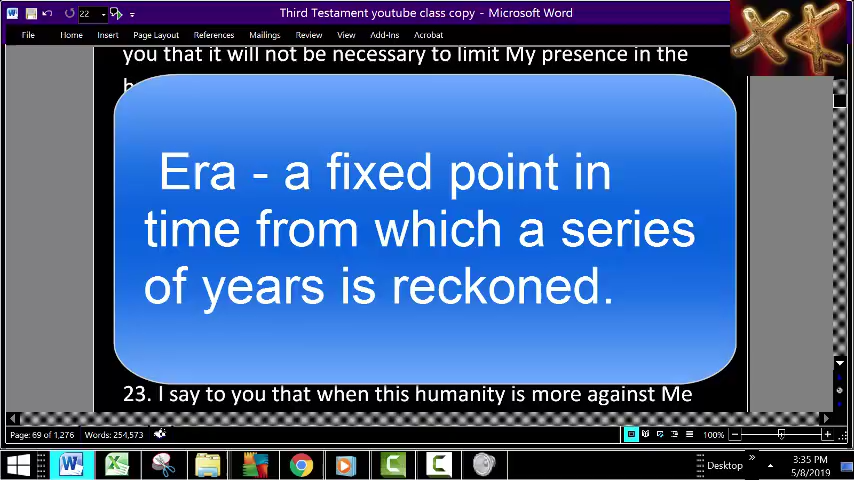 22
Third Testament youtube class copy - Microsoft Word
File Home Insert Page Layout References Mailings Review View Add-Ins Acrobat
you that it will not be necessary to limit My presence in the
Era - a fixed point in
time from which a series
of years is reckoned.
23. I say to you that when this humanity is more against Me
Page: 69 of 1,276 Words: 254,573 100%
Desktop
3:35 PM
5/8/2019